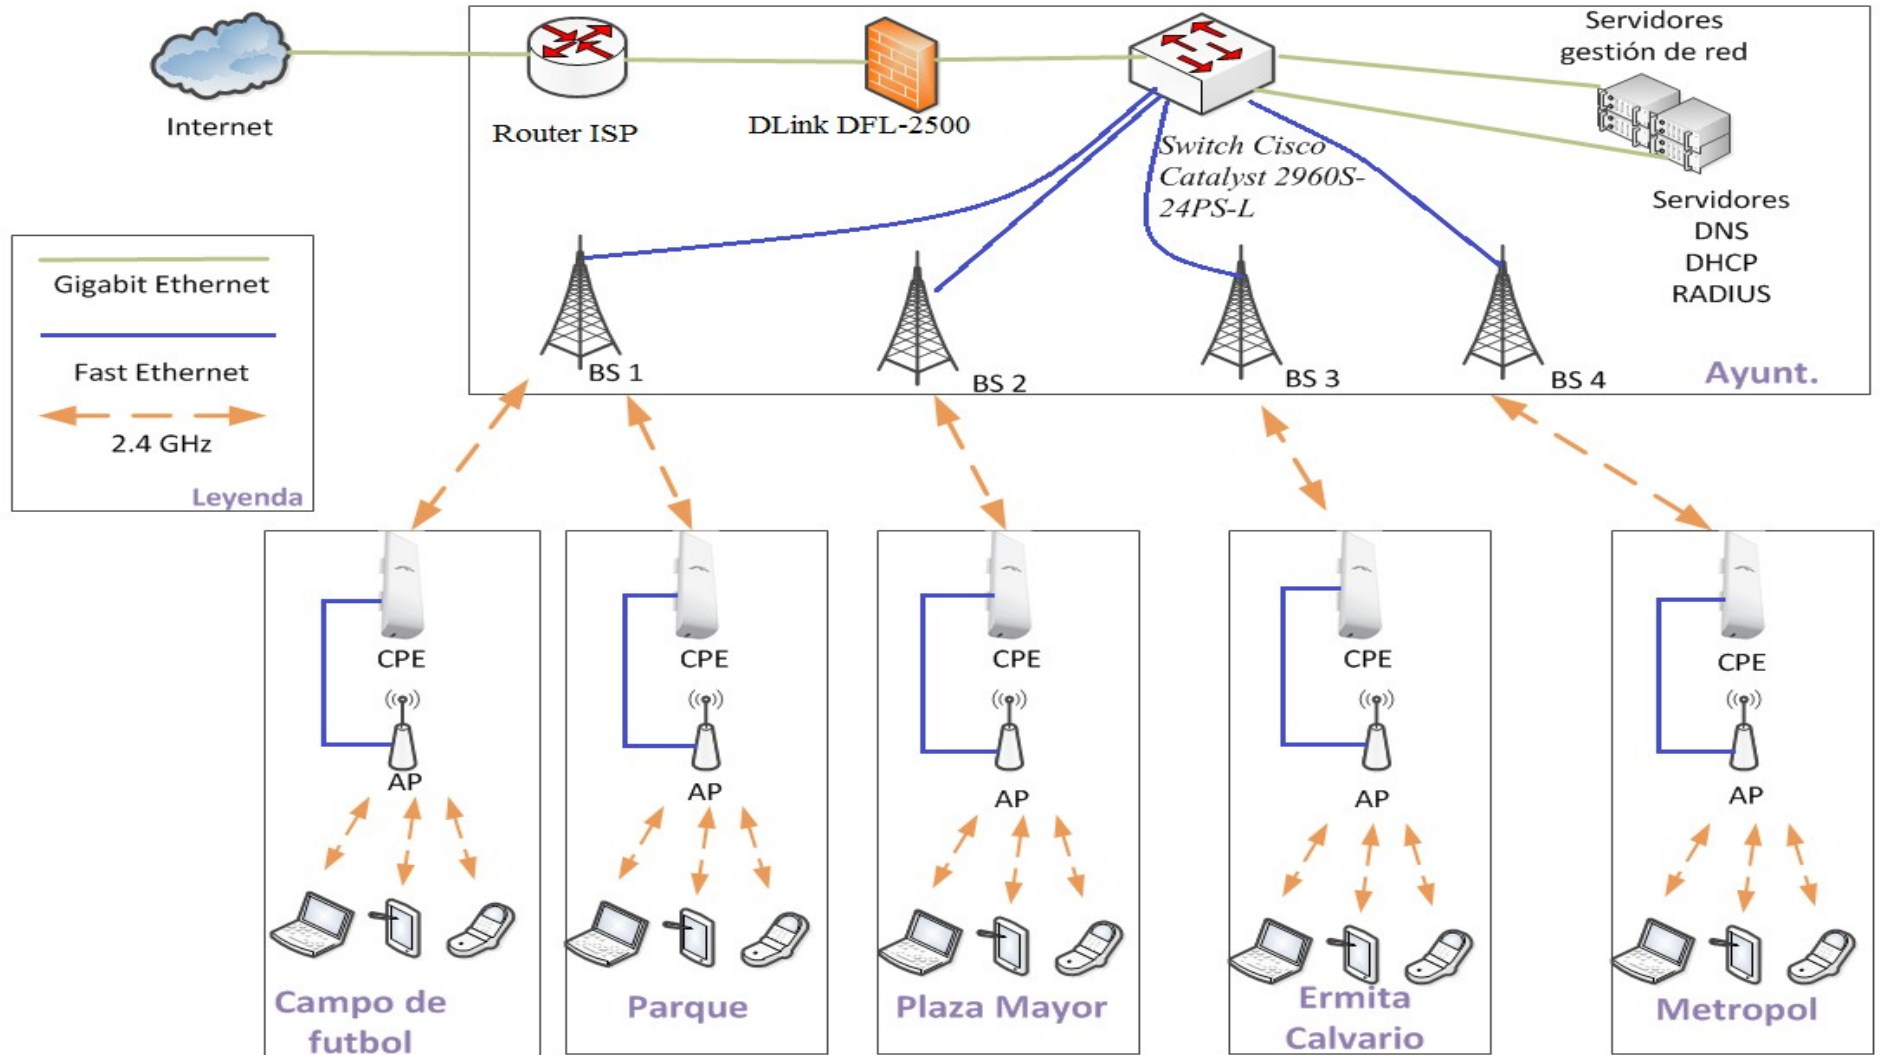 Internet
Router ISP
DLink DFL-2500
Switch Cisco
Catalyst 2960S-
24PS-L
Servidores
gestión de red
Servidores
DNS
DHCP
RADIUS
Gigabit Ethernet
Fast Ethernet
2.4 GHz
Leyenda
BS 1
BS 2
BS 3
BS 4
Ayunt.
CPE
AP
Campo de
futbol
CPE
AP
Parque
CPE
AP
Plaza Mayor
CPE
AP
Ermita
Calvario
CPE
AP
Metropol